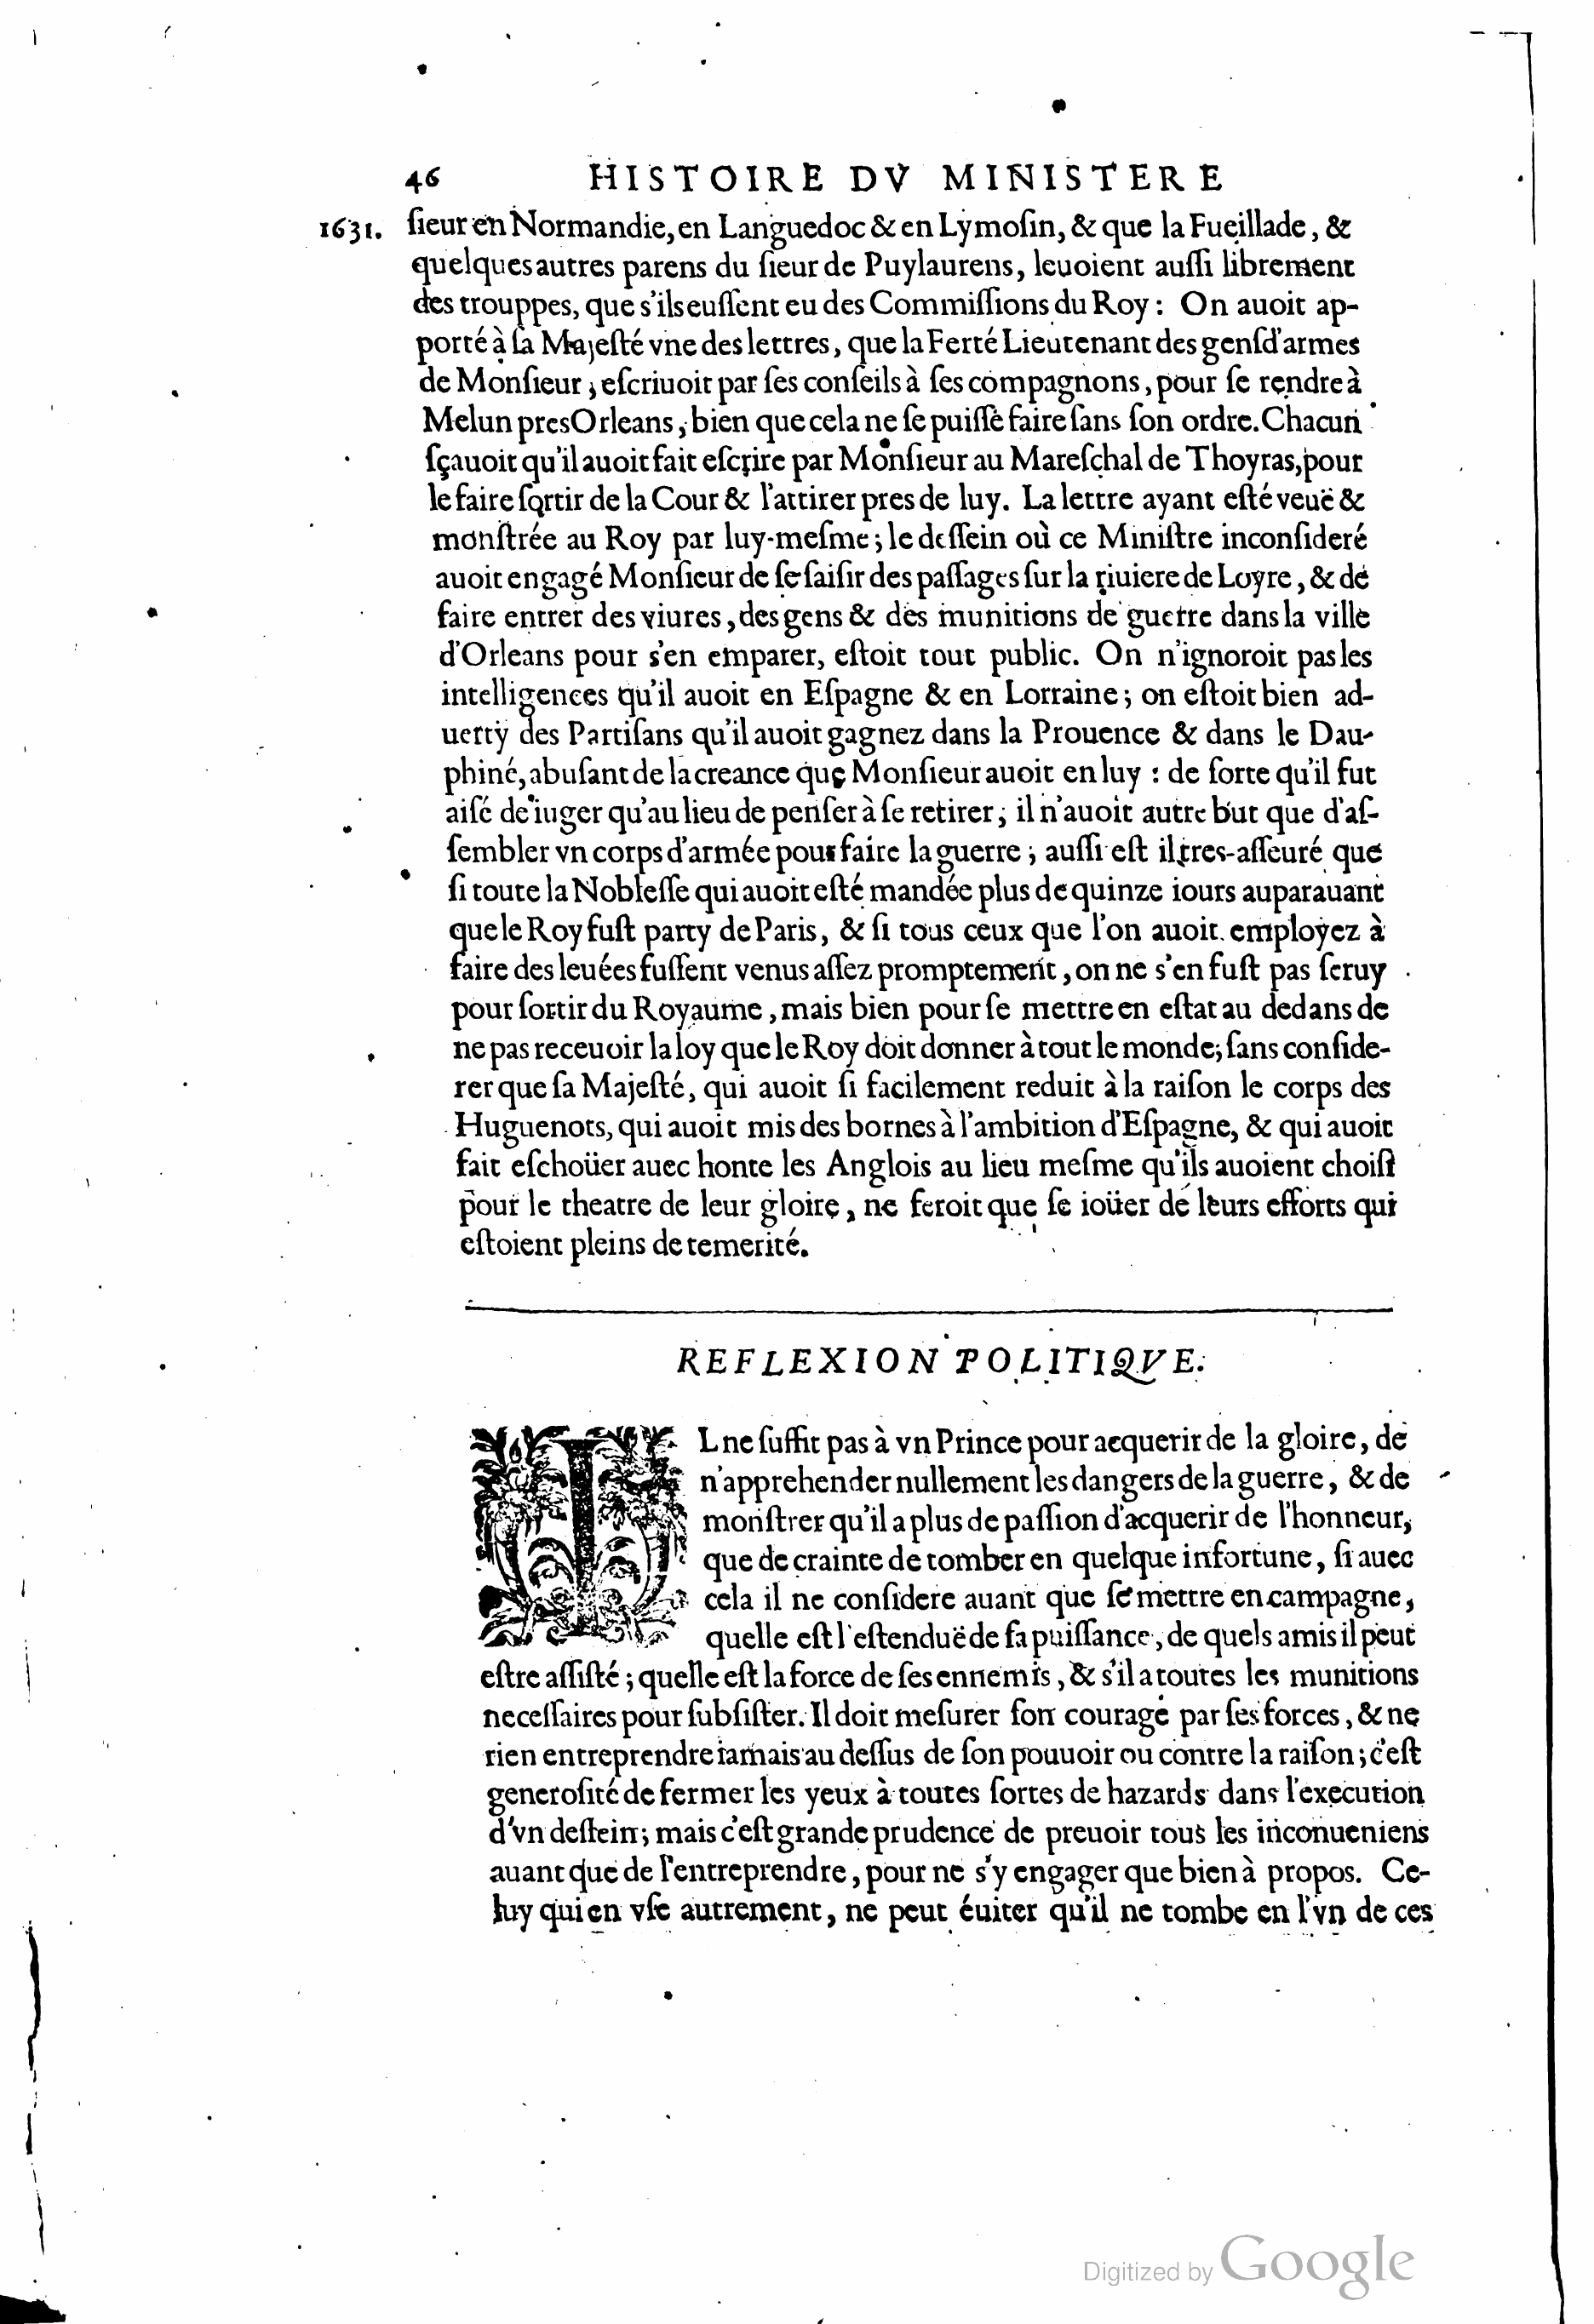 46 HISTOIRE DV MINISTERE
1631. ſieur en Normandie, en Languedoc & en Lymoſin, & que la Fueillade, &
quelques autres parens du ſieur de Puylaurens, leuoient auſſi librement
des trouppes, que s'ils euſſent eu des Commiſſions du Roy : On auoit ap-
porté à ſa Majeſté vne des lettres, que la Ferté Lieutenant des genſd'armes
de Monſieur, eſcriuoit par ſes conſeils à ſes compagnons, pour ſe rendre à
Melun pres Orleans, bien que cela ne ſe puiſſe faire ſans ſon ordre. Chacun
ſçauoit qu'il auoit fait eſcrire par Monſieur au Mareſchal de Thoyras, pour
le faire ſortir de la Cour & l'attirer pres de luy. La lettre ayant eſté veuë &
monſtrée au Roy par luy-meſme ; le deſſein où ce Miniſtre inconſideré
auoit engagé Monſieur de ſe ſaiſir des paſſages ſur la riuiere de Loyre, & de
faire entrer des viures, des gens & des munitions de guerre dans la ville
d'Orleans pour s'en emparer, eſtoit tout public. On n'ignoroit pas les
intelligences qu'il auoit en Eſpagne & en Lorraine ; on eſtoit bien ad-
uerty des Partiſans qu'il auoit gagnez dans la Prouence & dans le Dau-
phiné, abuſant de la creance que Monſieur auoit en luy : de ſorte qu'il fut
aiſé de iuger qu'au lieu de penſer à ſe retirer ; il n'auoit autre but que d'aſ-
ſembler vn corps d'armée pour faire la guerre ; auſſi eſt il tres-aſſeuré que
ſi toute la Nobleſſe qui auoit eſté mandée plus de quinze iours auparauant
que le Roy fuſt party de Paris, & ſi tous ceux que l'on auoit employez à
faire des leuées fuſſent venus aſſez promptement, on ne s'en fuſt pas ſeruy
pour ſortir du Royaume, mais bien pour ſe mettre en eſtat au dedans de
ne pas receuoir la loy que le Roy doit donner à tout le monde; ſans conſide-
rer que ſa Majeſté, qui auoit ſi facilement reduit à la raiſon le corps des
Huguenots, qui auoit mis des bornes à l'ambition d'Eſpagne, & qui auoit
fait eſchoüer auec honte les Anglois au lieu meſme qu'ils auoient choiſt
pour le theatre de leur gloire, ne feroit que ſe ioüer de leurs efforts qui
eſtoient pleins de temerité.
REFLEXION POLITIQVE.
IL ne ſuffit pas à vn Prince pour acquerir de la gloire, de
n'apprehender nullement les dangers de la guerre, & de
monſtrer qu'il a plus de paſſion d'acquerir de l'honneur,
que de crainte de tomber en quelque infortune, ſi auec
cela il ne conſidere auant que ſe mettre en campagne,
quelle eſt l'eſtenduë de ſa puiſſance, de quels amis il peut
eſtre aſſiſté ; quelle eſt la force de ſes ennemis, & s'il a toutes les munitions
neceſſaires pour ſubſiſter. Il doit meſurer ſon courage par ſes forces, & ne
rien entreprendre iamais au deſſus de ſon pouuoir ou contre la raiſon ; c'eſt
generoſité de fermer les yeux à toutes ſortes de hazards dans l'execution
d'vn deſſein ; mais c'eſt grande prudence de preuoir tous les inconueniens
auant que de l'entreprendre, pour ne s'y engager que bien à propos. Ce-
luy qui en vſe autrement, ne peut éuiter qu'il ne tombe en l'vn de ces
Digitized by Google